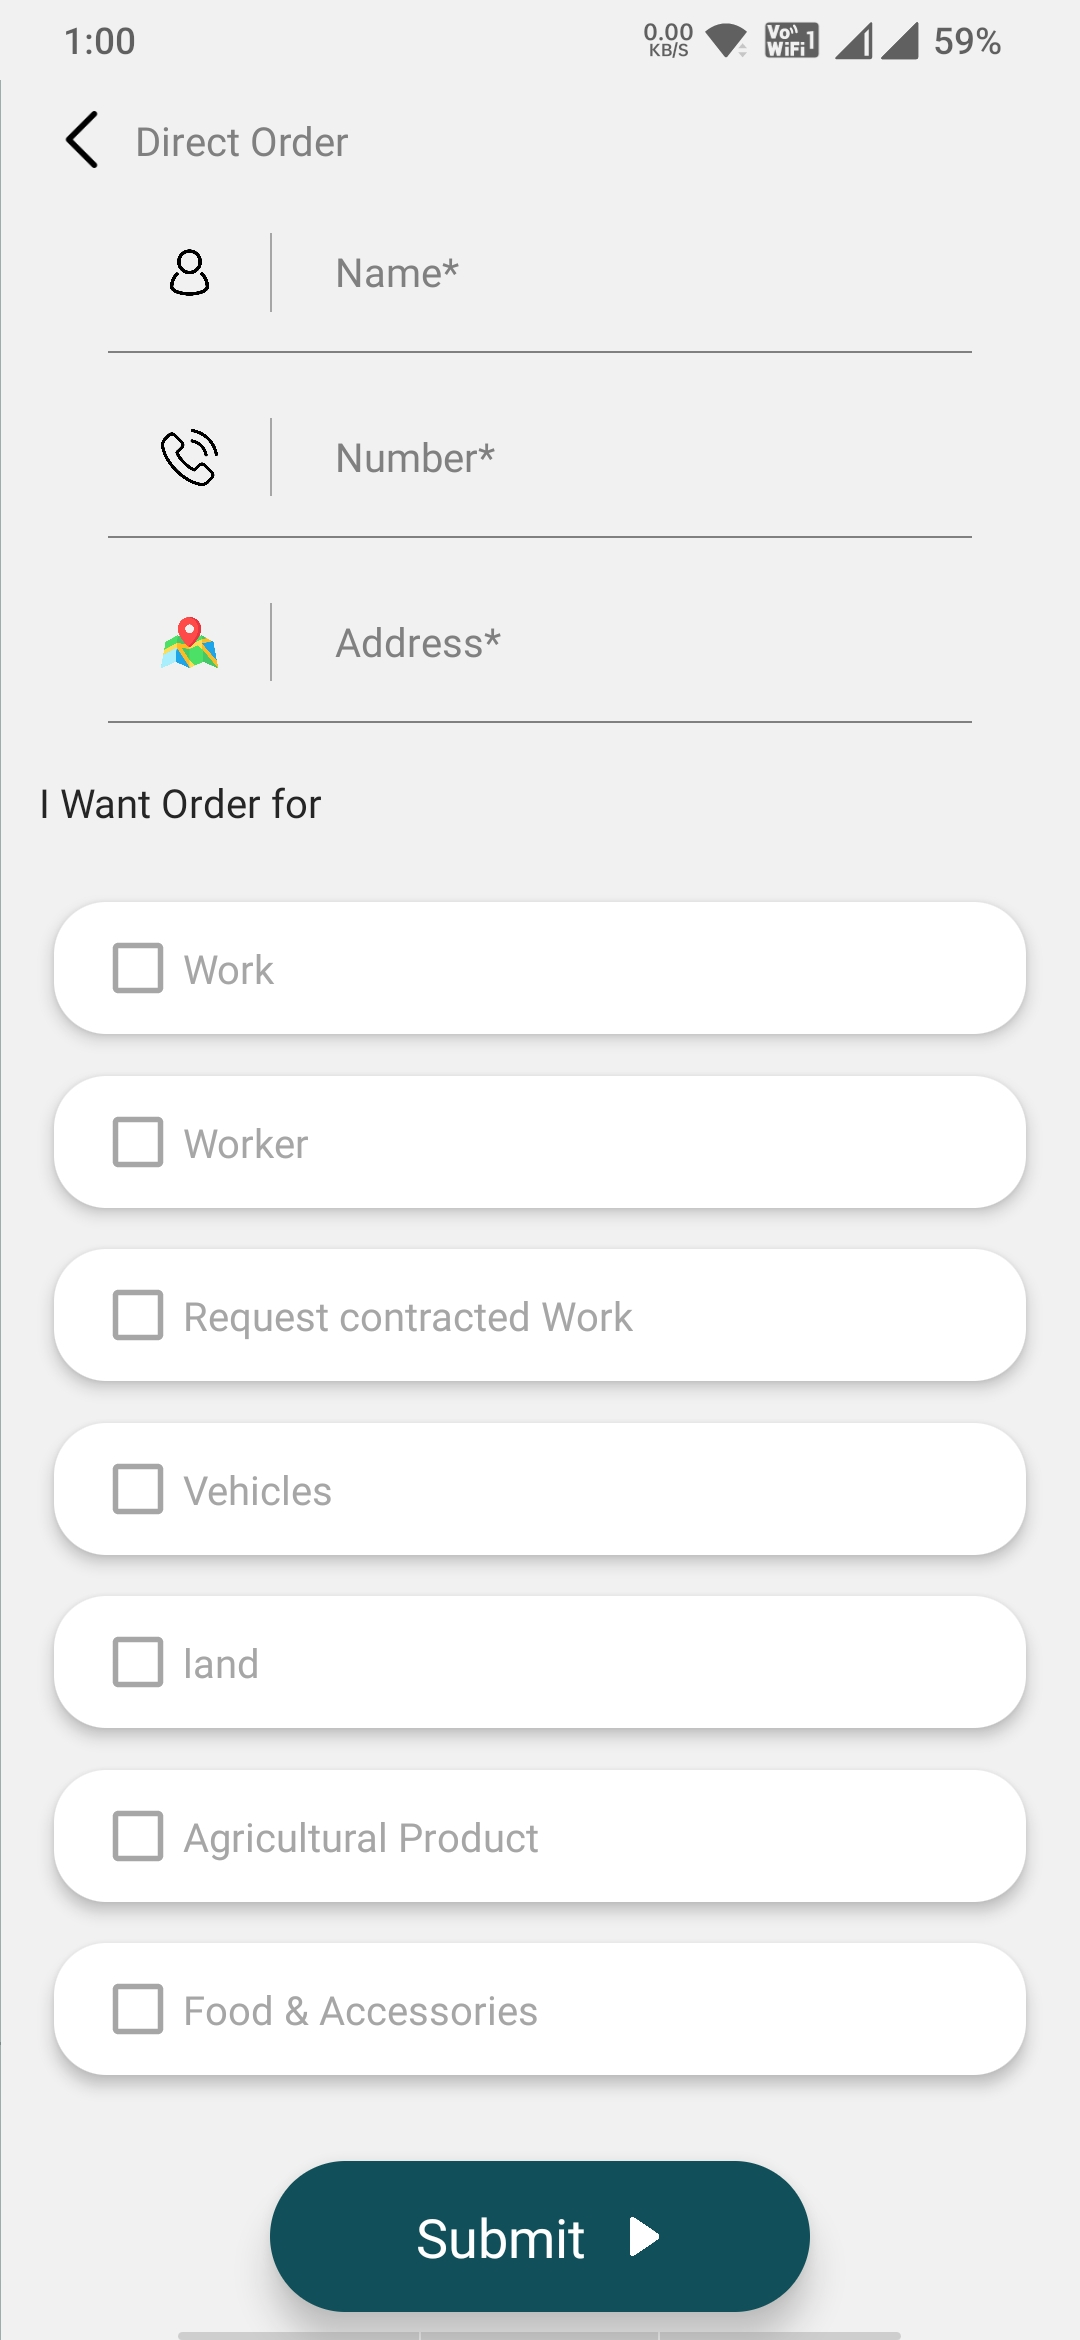 1:00
0.00
KB/S
Vo
WiFi 1
1
59%
Direct Order
Name*
Number*
Address*
I Want Order for
Work
Worker
Request contracted Work
Vehicles
land
Agricultural Product
Food & Accessories
Submit